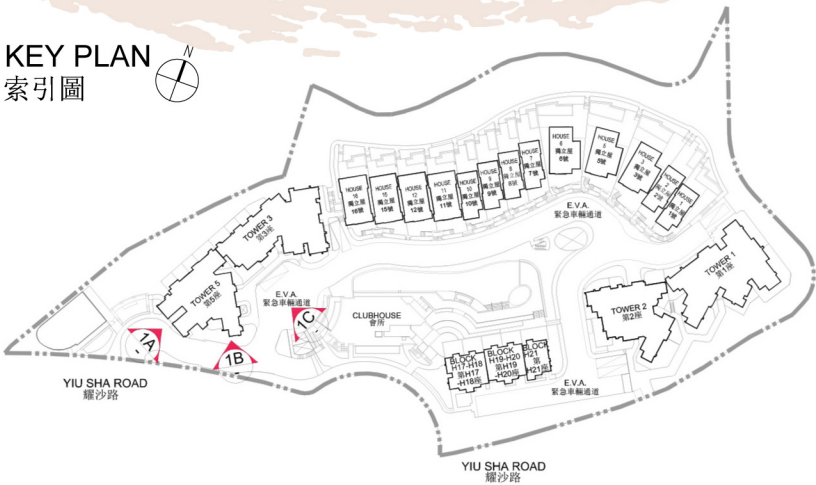 KEY PLAN
索引圖
N
HOUSE
16
獨立屋
16號
HOUSE
15
獨立屋
15號
HOUSE
12
獨立屋
12號
HOUSE
11
獨立屋
11號
HOUSE
10
獨立屋
10號
HOUSE
9
獨立屋
9號
HOUSE
8
獨立屋
8號
HOUSE
7
獨立屋
7號
HOUSE
6
獨立屋
6號
HOUSE
5
獨立屋
5號
HOUSE
3
獨立屋
3號
HOUSE
2
獨立屋
2號
HOUSE
1
獨立屋
1號
E.V.A.
緊急車輛通道
TOWER 3
第3座
TOWER 5
第5座
TOWER 1
第1座
TOWER 2
第2座
E.V.A.
緊急車輛通道
CLUBHOUSE
會所
1A
-
1B
-
1C
-
BLOCK
H17-H18
第H17
-H18座
BLOCK
H19-H20
第H19
-H20座
BLOCK
H21
第
H21座
E.V.A.
緊急車輛通道
YIU SHA ROAD
耀沙路
YIU SHA ROAD
耀沙路